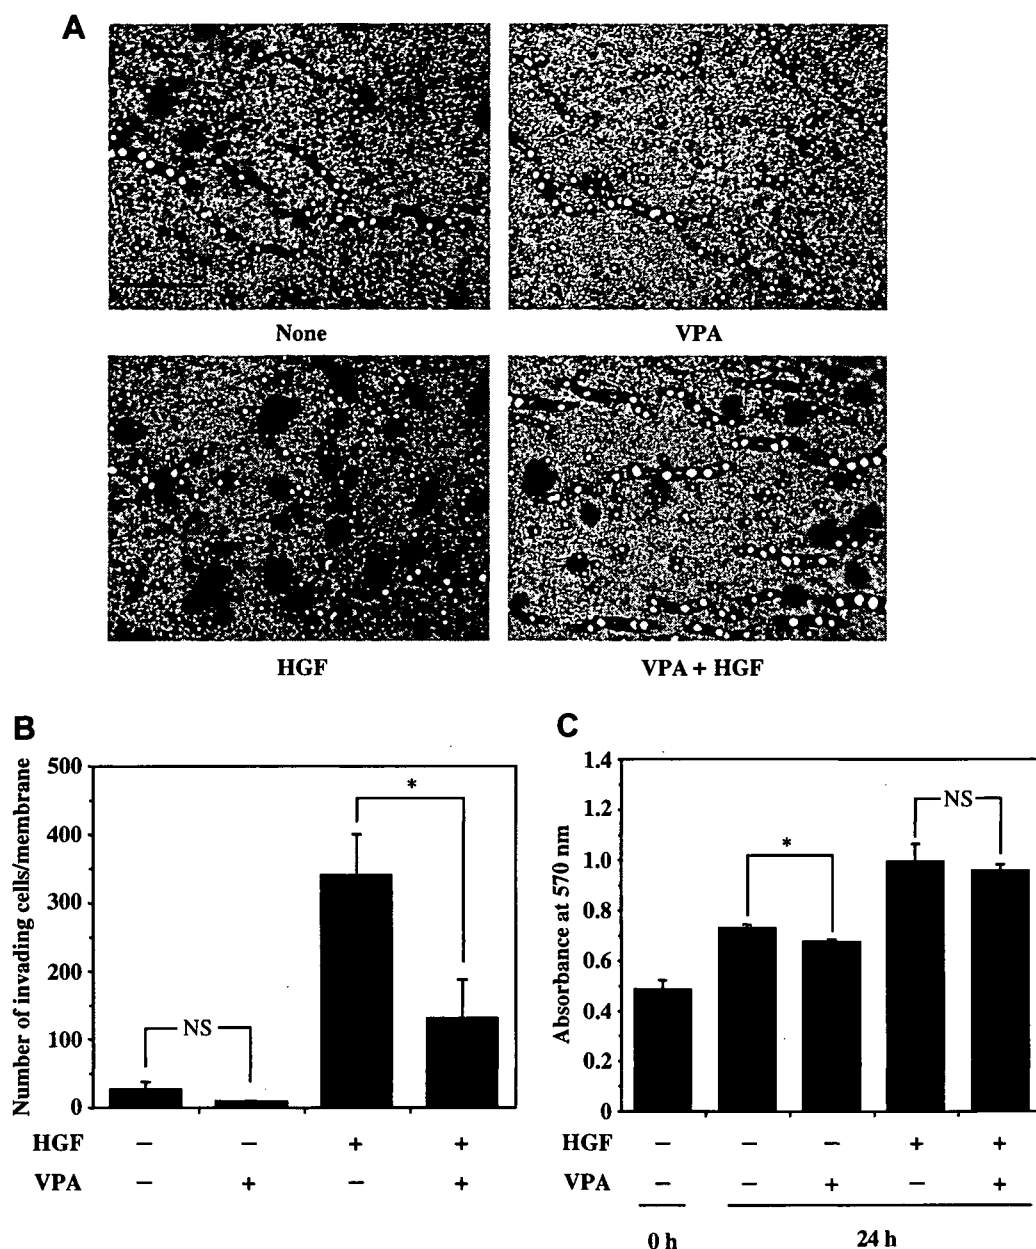 A
None
VPA
HGF
VPA + HGF
B
Number of invading cells/membrane
500
400
300
200
100
0
NS
*
HGF − − + +
VPA − + − +
C
Absorbance at 570 nm
1.4
1.2
1.0
0.8
0.6
0.4
0.2
0
*
NS
HGF − − − + +
VPA − − + − +
0 h
24 h